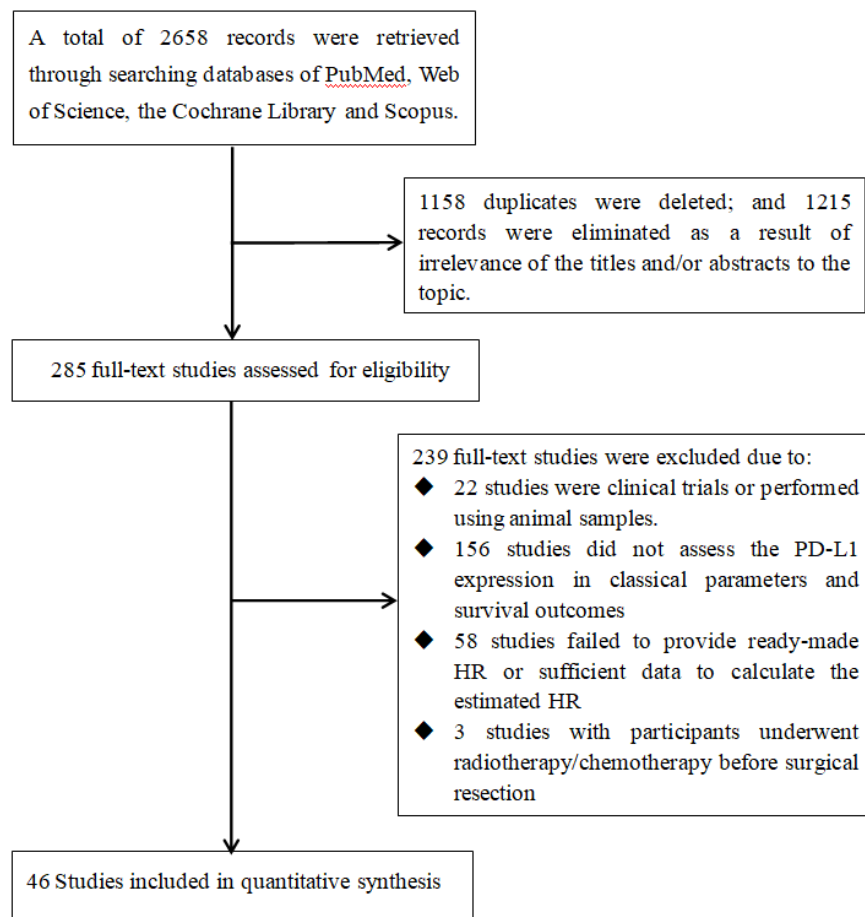 A total of 2658 records were retrieved
through searching databases of PubMed, Web
of Science, the Cochrane Library and Scopus.
1158 duplicates were deleted; and 1215
records were eliminated as a result of
irrelevance of the titles and/or abstracts to the
topic.
285 full-text studies assessed for eligibility
239 full-text studies were excluded due to:
◆ 22 studies were clinical trials or performed
using animal samples.
◆ 156 studies did not assess the PD-L1
expression in classical parameters and
survival outcomes
◆ 58 studies failed to provide ready-made
HR or sufficient data to calculate the
estimated HR
◆ 3 studies with participants underwent
radiotherapy/chemotherapy before surgical
resection
46 Studies included in quantitative synthesis